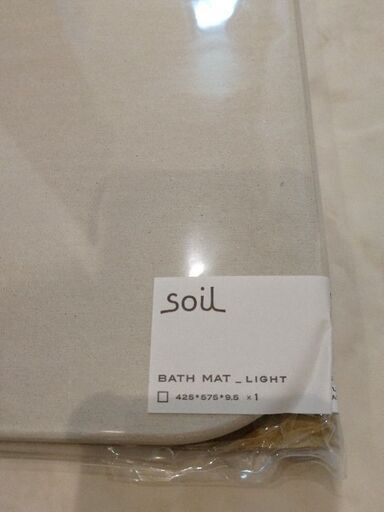 soil
BATH MAT _ LIGHT
□ 425*575*9.5 ×1